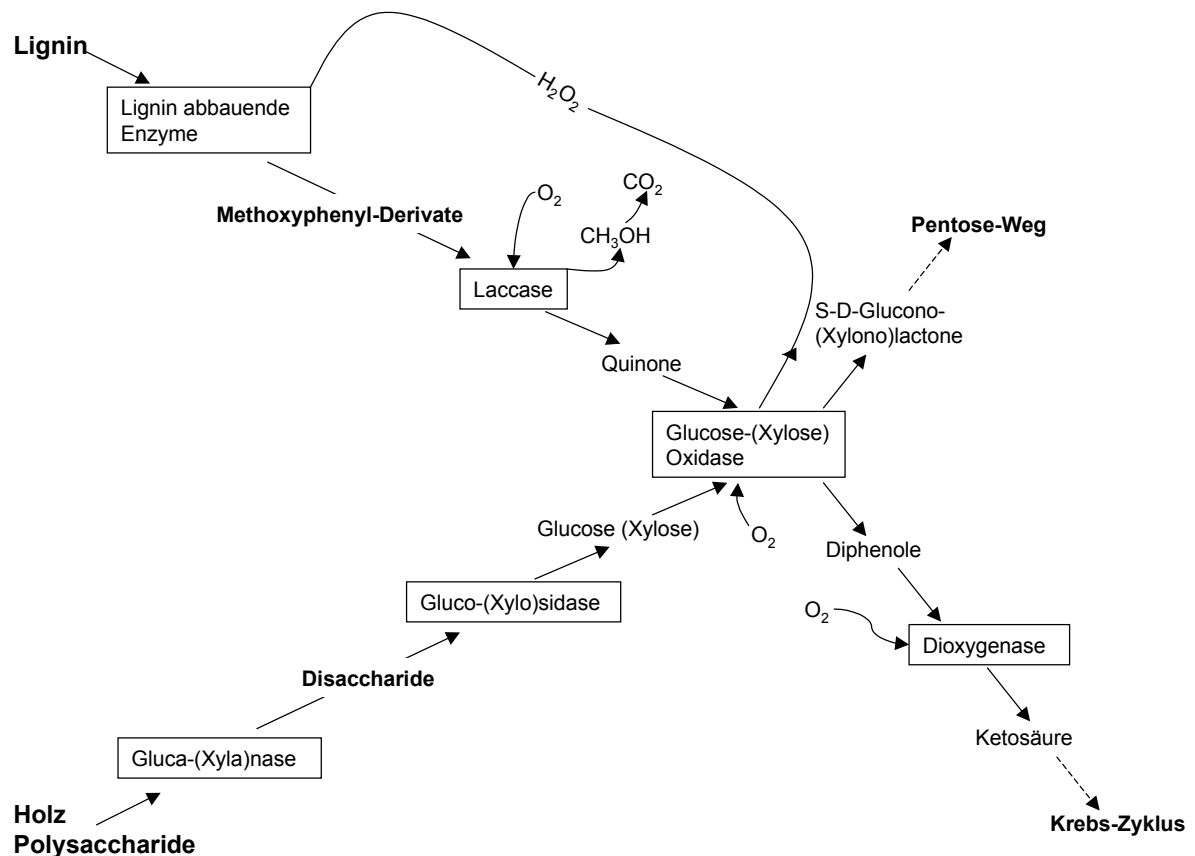 Lignin
Lignin abbauende
Enzyme
H₂O₂
Methoxyphenyl-Derivate
O₂
CO₂
CH₃OH
Laccase
Pentose-Weg
S-D-Glucono-
(Xylono)lactone
Quinone
Glucose-(Xylose)
Oxidase
Glucose (Xylose)
O₂
Diphenole
Gluco-(Xylo)sidase
O₂
Dioxygenase
Disaccharide
Ketosäure
Gluca-(Xyla)nase
Holz
Polysaccharide
Krebs-Zyklus